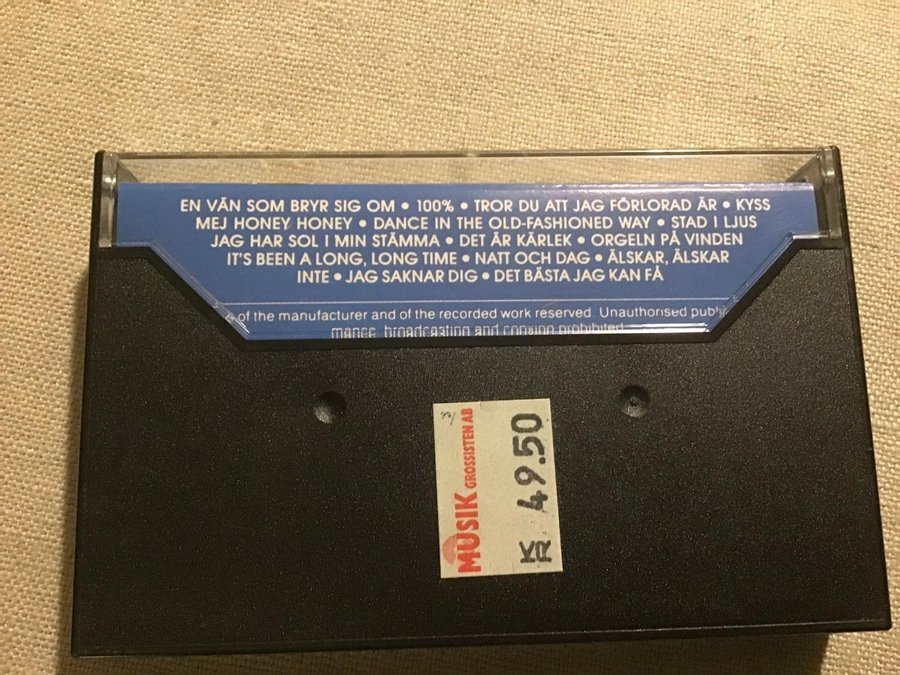 EN VÄN SOM BRYR SIG OM • 100% • TROR DU ATT JAG FÖRLORAD ÄR • KYSS
MEJ HONEY HONEY • DANCE IN THE OLD-FASHIONED WAY • STAD I LJUS
JAG HAR SOL I MIN STÄMMA • DET ÄR KÄRLEK • ORGELN PÅ VINDEN
IT'S BEEN A LONG, LONG TIME • NATT OCH DAG • ÄLSKAR, ÄLSKAR
INTE • JAG SAKNAR DIG • DET BÄSTA JAG KAN FÅ
of the manufacturer and of the recorded work reserved. Unauthorised
mance, broadcasting and copying prohibited
MUSIK GROSSISTEN AB
KR 49.50